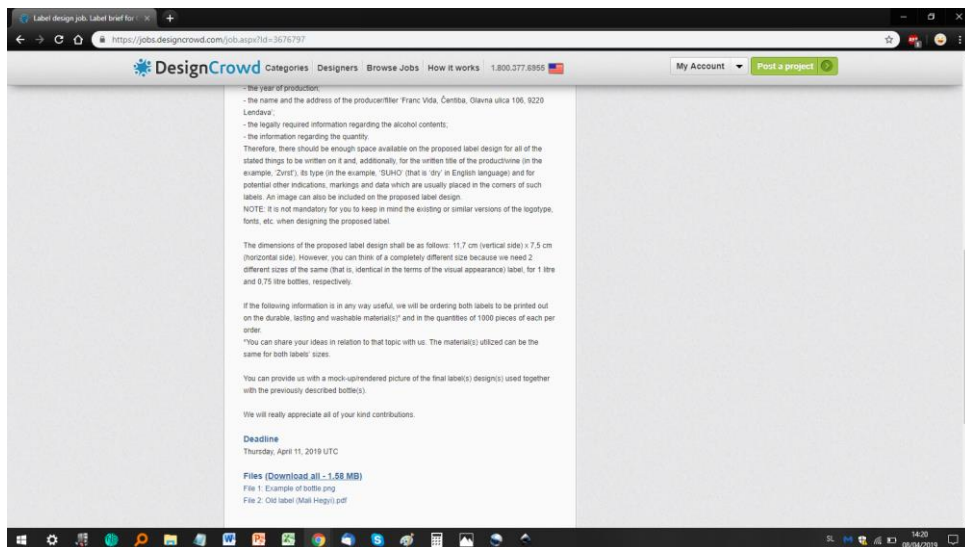 Label design job. Label brief for
https://jobs.designcrowd.com/job.aspx?id=3676797
DesignCrowd Categories Designers Browse Jobs How it works 1.800.377.6955 My Account Post a project
- the year of production;
- the name and the address of the producer/filler 'Franc Vida, Čentiba, Glavna ulica 106, 9220
Lendava';
- the legally required information regarding the alcohol contents;
- the information regarding the quantity.
Therefore, there should be enough space available on the proposed label design for all of the
stated things to be written on it and, additionally, for the written title of the product/wine (in the
example, 'Zvrst'), its type (in the example, 'SUHO' (that is 'dry' in English language) and for
potential other indications, markings and data which are usually placed in the corners of such
labels. An image can also be included on the proposed label design.
NOTE: It is not mandatory for you to keep in mind the existing or similar versions of the logotype,
fonts, etc. when designing the proposed label.
The dimensions of the proposed label design shall be as follows: 11,7 cm (vertical side) x 7,5 cm
(horizontal side). However, you can think of a completely different size because we need 2
different sizes of the same (that is, identical in the terms of the visual appearance) label, for 1 litre
and 0,75 litre bottles, respectively.
If the following information is in any way useful, we will be ordering both labels to be printed out
on the durable, lasting and washable material(s)* and in the quantities of 1000 pieces of each per
order.
*You can share your ideas in relation to that topic with us. The material(s) utilized can be the
same for both labels' sizes.
You can provide us with a mock-up/rendered picture of the final label(s) design(s) used together
with the previously described bottle(s).
We will really appreciate all of your kind contributions.
Deadline
Thursday, April 11, 2019 UTC
Files (Download all - 1.58 MB)
File 1: Example of bottle.png
File 2: Old label (Mali Hegyi).pdf
SL 14:20
08/04/2019